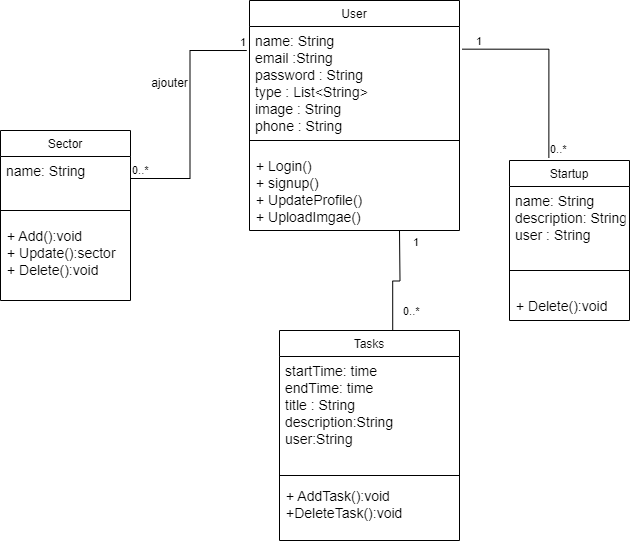 User
name: String
email :String
password : String
type : List<String>
image : String
phone : String
+ Login()
+ signup()
+ UpdateProfile()
+ UploadImgae()
1
ajouter
0..*
Sector
name: String
+ Add():void
+ Update():sector
+ Delete():void
1
0..*
Startup
name: String
description: String
user : String
+ Delete():void
1
0..*
Tasks
startTime: time
endTime: time
title : String
description:String
user:String
+ AddTask():void
+DeleteTask():void